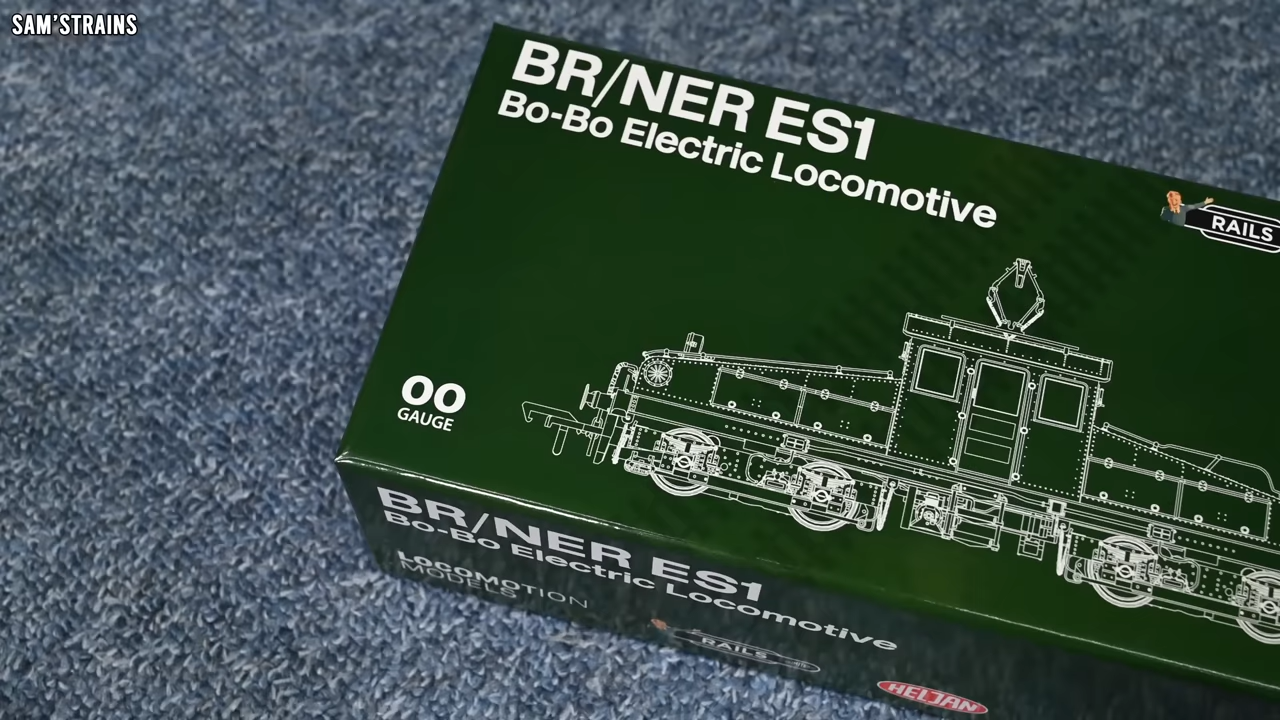 SAM'STRAINS
BR/NER ES1
Bo-Bo Electric Locomotive
RAILS
OO
GAUGE
BR/NER ES1
Bo-Bo Electric Locomotive
LOCOMOTION
MODELS
RAILS
HELJAN